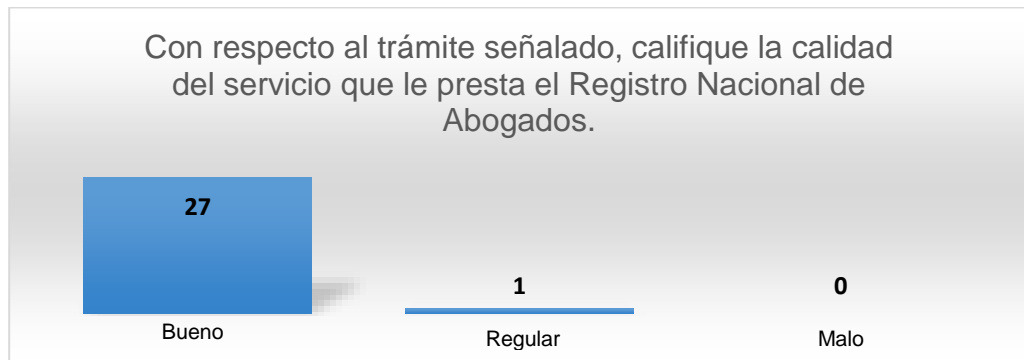 Con respecto al trámite señalado, califique la calidad
del servicio que le presta el Registro Nacional de
Abogados.
27
1
0
Bueno
Regular
Malo